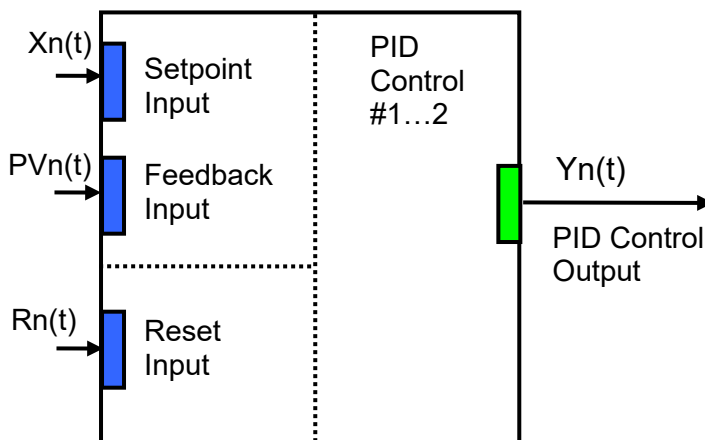 Xn(t)
Setpoint
Input
PID
Control
#1…2
PVn(t)
Feedback
Input
Yn(t)
PID Control
Output
Rn(t)
Reset
Input